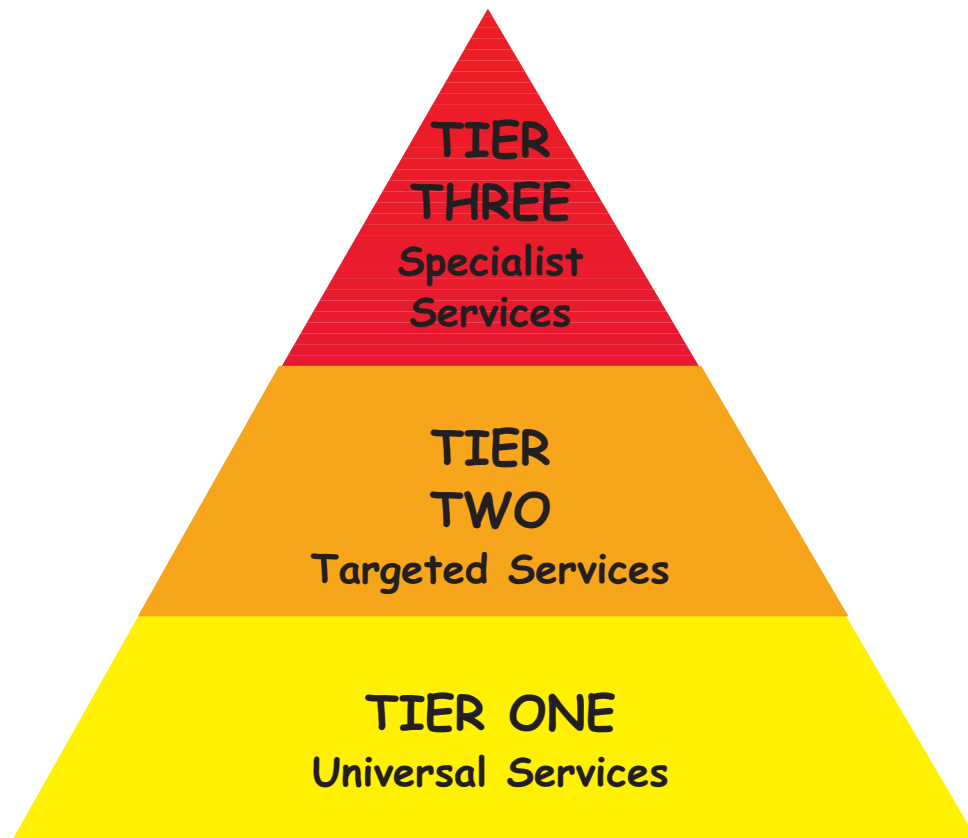 TIER
THREE
Specialist
Services
TIER
TWO
Targeted Services
TIER ONE
Universal Services